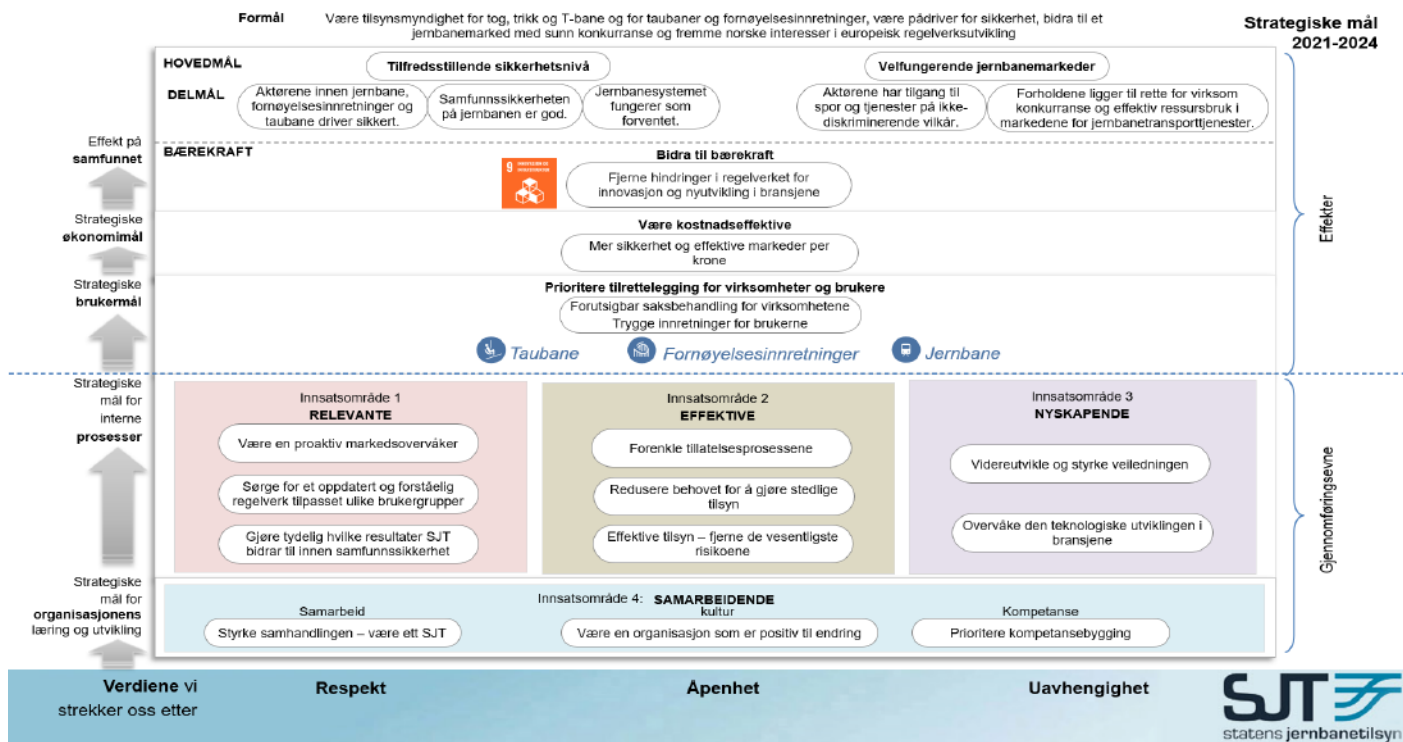 Formål Være tilsynsmyndighet for tog, trikk og T-bane og for taubaner og fornøyelsesinnretninger, være pådriver for sikkerhet, bidra til et
jernbanemarked med sunn konkurranse og fremme norske interesser i europeisk regelverksutvikling
Strategiske mål
2021-2024
HOVEDMÅL
Tilfredsstillende sikkerhetsnivå
Velfungerende jernbanemarkeder
DELMÅL
Aktørene innen jernbane,
fornøyelsesinnretninger og
taubane driver sikkert.
Samfunnssikkerheten
på jernbanen er god.
Jernbanesystemet
fungerer som
forventet.
Aktørene har tilgang til
spor og tjenester på ikke-
diskriminerende vilkår.
Forholdene ligger til rette for virksom
konkurranse og effektiv ressursbruk i
markedene for jernbanetransporttjenester.
Effekt på
samfunnet
BÆREKRAFT
Bidra til bærekraft
9
Fjerne hindringer i regelverket for
innovasjon og nyutvikling i bransjene
Strategiske
økonomimål
Være kostnadseffektive
Mer sikkerhet og effektive markeder per
krone
Effekter
Strategiske
brukermål
Prioritere tilrettelegging for virksomheter og brukere
Forutsigbar saksbehandling for virksomhetene
Trygge innretninger for brukerne
Taubane
Fornøyelsesinnretninger
Jernbane
Strategiske
mål for
interne
prosesser
Innsatsområde 1
RELEVANTE
Være en proaktiv markedsovervåker
Sørge for et oppdatert og forståelig
regelverk tilpasset ulike brukergrupper
Gjøre tydelig hvilke resultater SJT
bidrar til innen samfunnssikkerhet
Innsatsområde 2
EFFEKTIVE
Forenkle tillatelsesprosessene
Redusere behovet for å gjøre stedlige
tilsyn
Effektive tilsyn – fjerne de vesentligste
risikoene
Innsatsområde 3
NYSKAPENDE
Videreutvikle og styrke veiledningen
Overvåke den teknologiske utviklingen i
bransjene
Gjennomføringsevne
Strategiske
mål for
organisasjonens
læring og utvikling
Innsatsområde 4: SAMARBEIDENDE
Samarbeid
Styrke samhandlingen – være ett SJT
kultur
Være en organisasjon som er positiv til endring
Kompetanse
Prioritere kompetansebygging
Verdiene vi
strekker oss etter
Respekt
Åpenhet
Uavhengighet
SJT
statens jernbanetilsyn